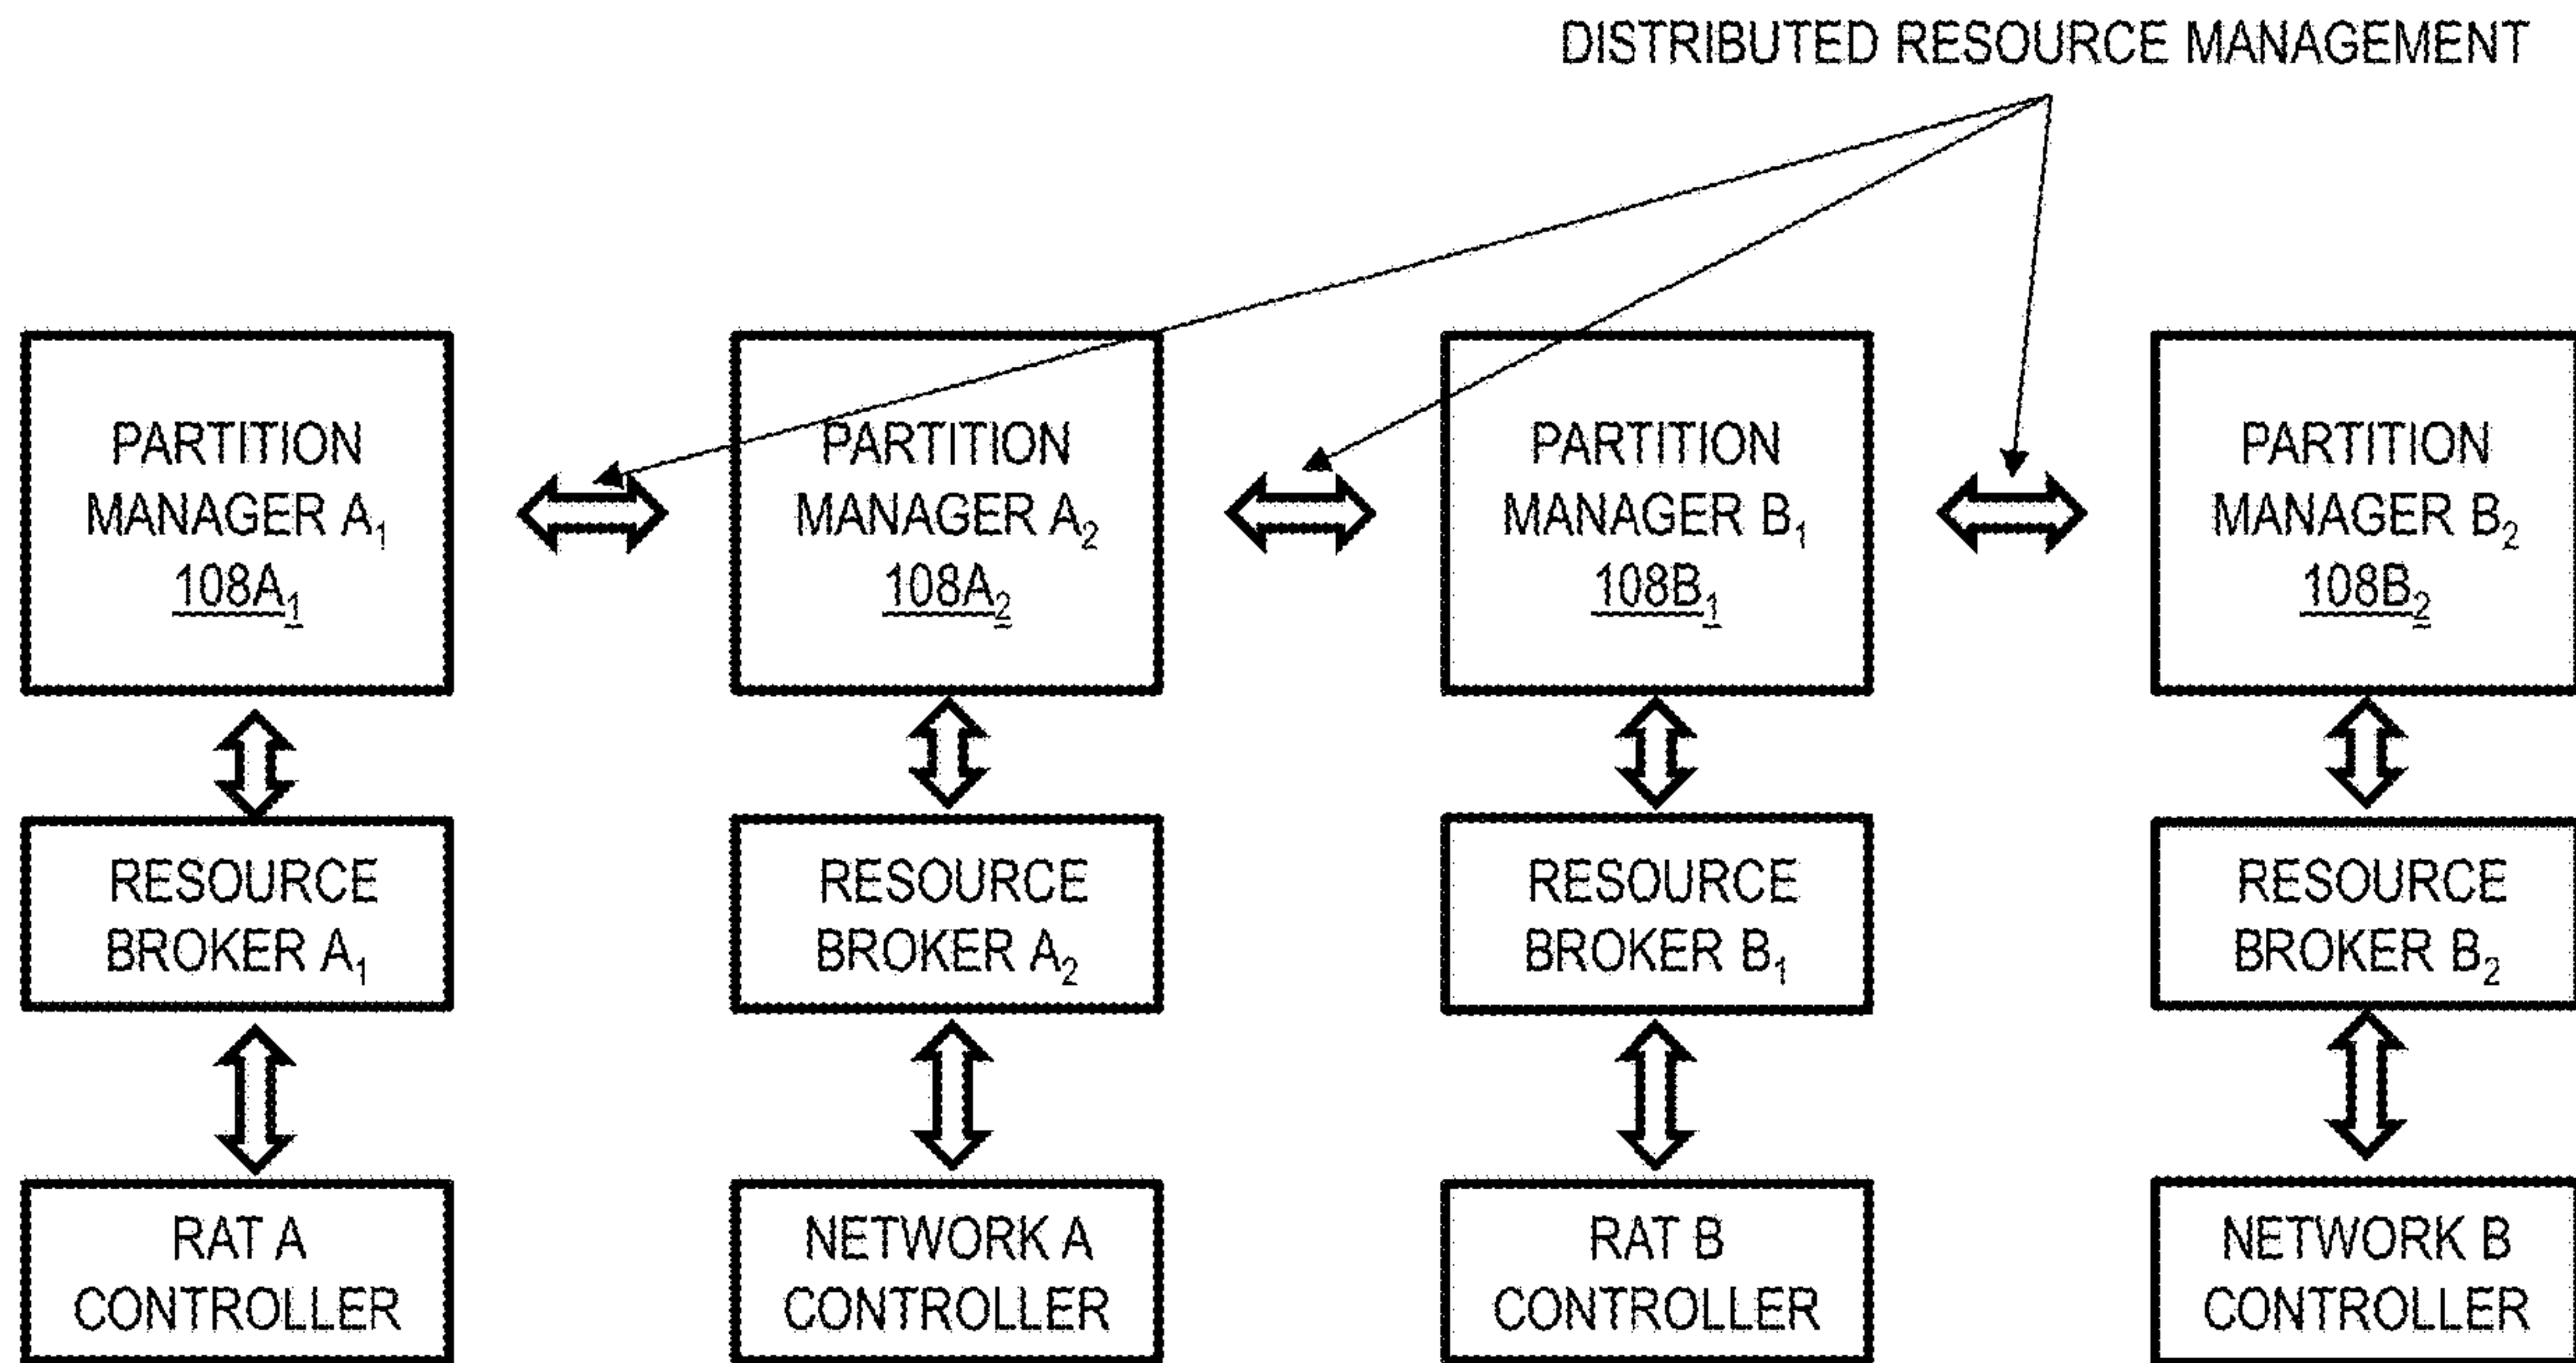 DISTRIBUTED RESOURCE MANAGEMENT
PARTITION
MANAGER A₁
108A₁
PARTITION
MANAGER A₂
108A₂
PARTITION
MANAGER B₁
108B₁
PARTITION
MANAGER B₂
108B₂
RESOURCE
BROKER A₁
RESOURCE
BROKER A₂
RESOURCE
BROKER B₁
RESOURCE
BROKER B₂
RAT A
CONTROLLER
NETWORK A
CONTROLLER
RAT B
CONTROLLER
NETWORK B
CONTROLLER